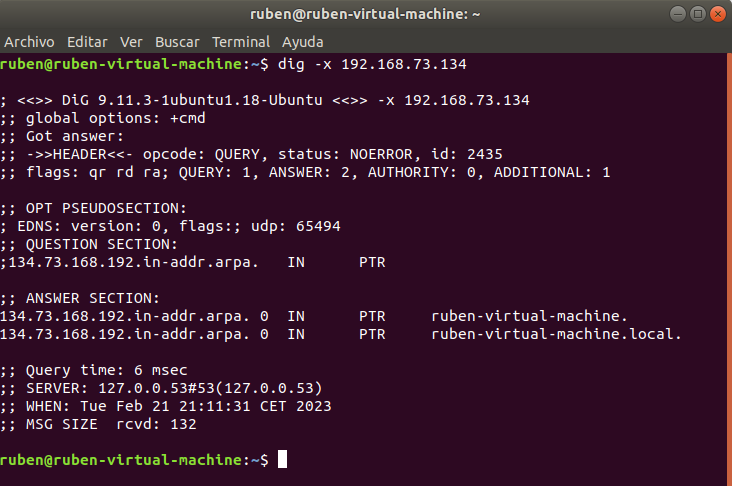 ruben@ruben-virtual-machine: ~
Archivo Editar Ver Buscar Terminal Ayuda
ruben@ruben-virtual-machine:~$ dig -x 192.168.73.134

; <<>> DiG 9.11.3-1ubuntu1.18-Ubuntu <<>> -x 192.168.73.134
;; global options: +cmd
;; Got answer:
;; ->>HEADER<<- opcode: QUERY, status: NOERROR, id: 2435
;; flags: qr rd ra; QUERY: 1, ANSWER: 2, AUTHORITY: 0, ADDITIONAL: 1

;; OPT PSEUDOSECTION:
; EDNS: version: 0, flags:; udp: 65494
;; QUESTION SECTION:
;134.73.168.192.in-addr.arpa.   IN      PTR

;; ANSWER SECTION:
134.73.168.192.in-addr.arpa. 0  IN      PTR     ruben-virtual-machine.
134.73.168.192.in-addr.arpa. 0  IN      PTR     ruben-virtual-machine.local.

;; Query time: 6 msec
;; SERVER: 127.0.0.53#53(127.0.0.53)
;; WHEN: Tue Feb 21 21:11:31 CET 2023
;; MSG SIZE  rcvd: 132

ruben@ruben-virtual-machine:~$